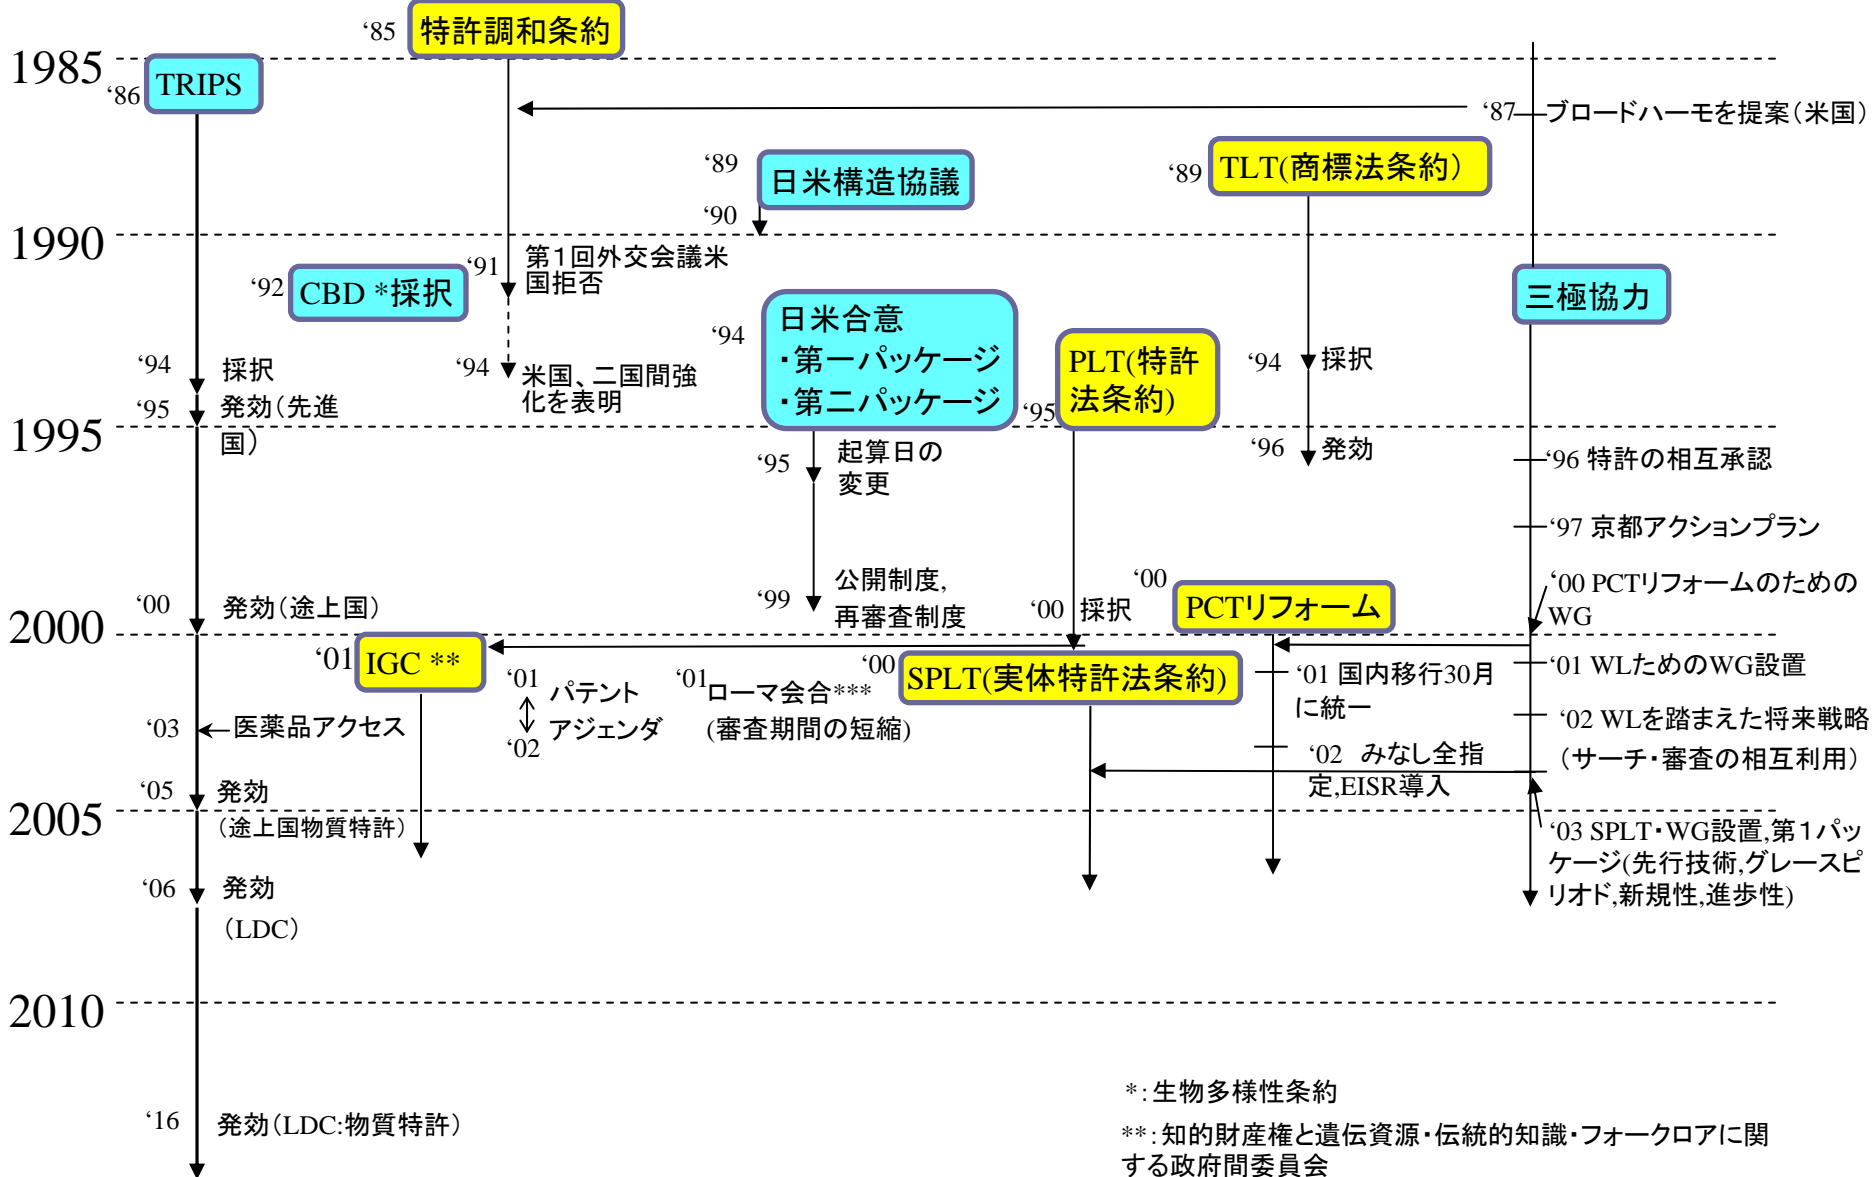 ‘85 特許調和条約
1985
‘86 TRIPS
‘87 ブロードハーモを提案（米国）
‘89 日米構造協議
‘90
‘89 TLT(商標法条約）
1990
‘91 第１回外交会議米
国拒否
‘92 CBD *採択
三極協力
‘94 日米合意
・第一パッケージ
・第二パッケージ
‘95 PLT(特許
法条約)
‘94 採択
‘94 採択
‘94 米国、二国間強
化を表明
‘95 発効（先進
国）
1995
‘95 起算日の
変更
‘96 発効
‘96 特許の相互承認
‘97 京都アクションプラン
‘99 公開制度,
再審査制度
‘00 採択
‘00 PCTリフォーム
‘00 PCTリフォームのための
WG
‘00 発効（途上国）
2000
‘01 IGC **
‘01 パテント
‘02 アジェンダ
‘01 ローマ会合***
(審査期間の短縮)
‘00 SPLT(実体特許法条約)
‘01 国内移行30月
に統一
‘01 WLためのWG設置
‘03 医薬品アクセス
‘02 みなし全指
定,EISR導入
‘02 WLを踏まえた将来戦略
（サーチ・審査の相互利用）
‘05 発効
（途上国物質特許）
2005
‘03 SPLT・WG設置,第１パッ
ケージ(先行技術,グレースピ
リオド,新規性,進歩性)
‘06 発効
（LDC）
2010
‘16 発効（LDC:物質特許）
*：生物多様性条約
**：知的財産権と遺伝資源・伝統的知識・フォークロアに関
する政府間委員会